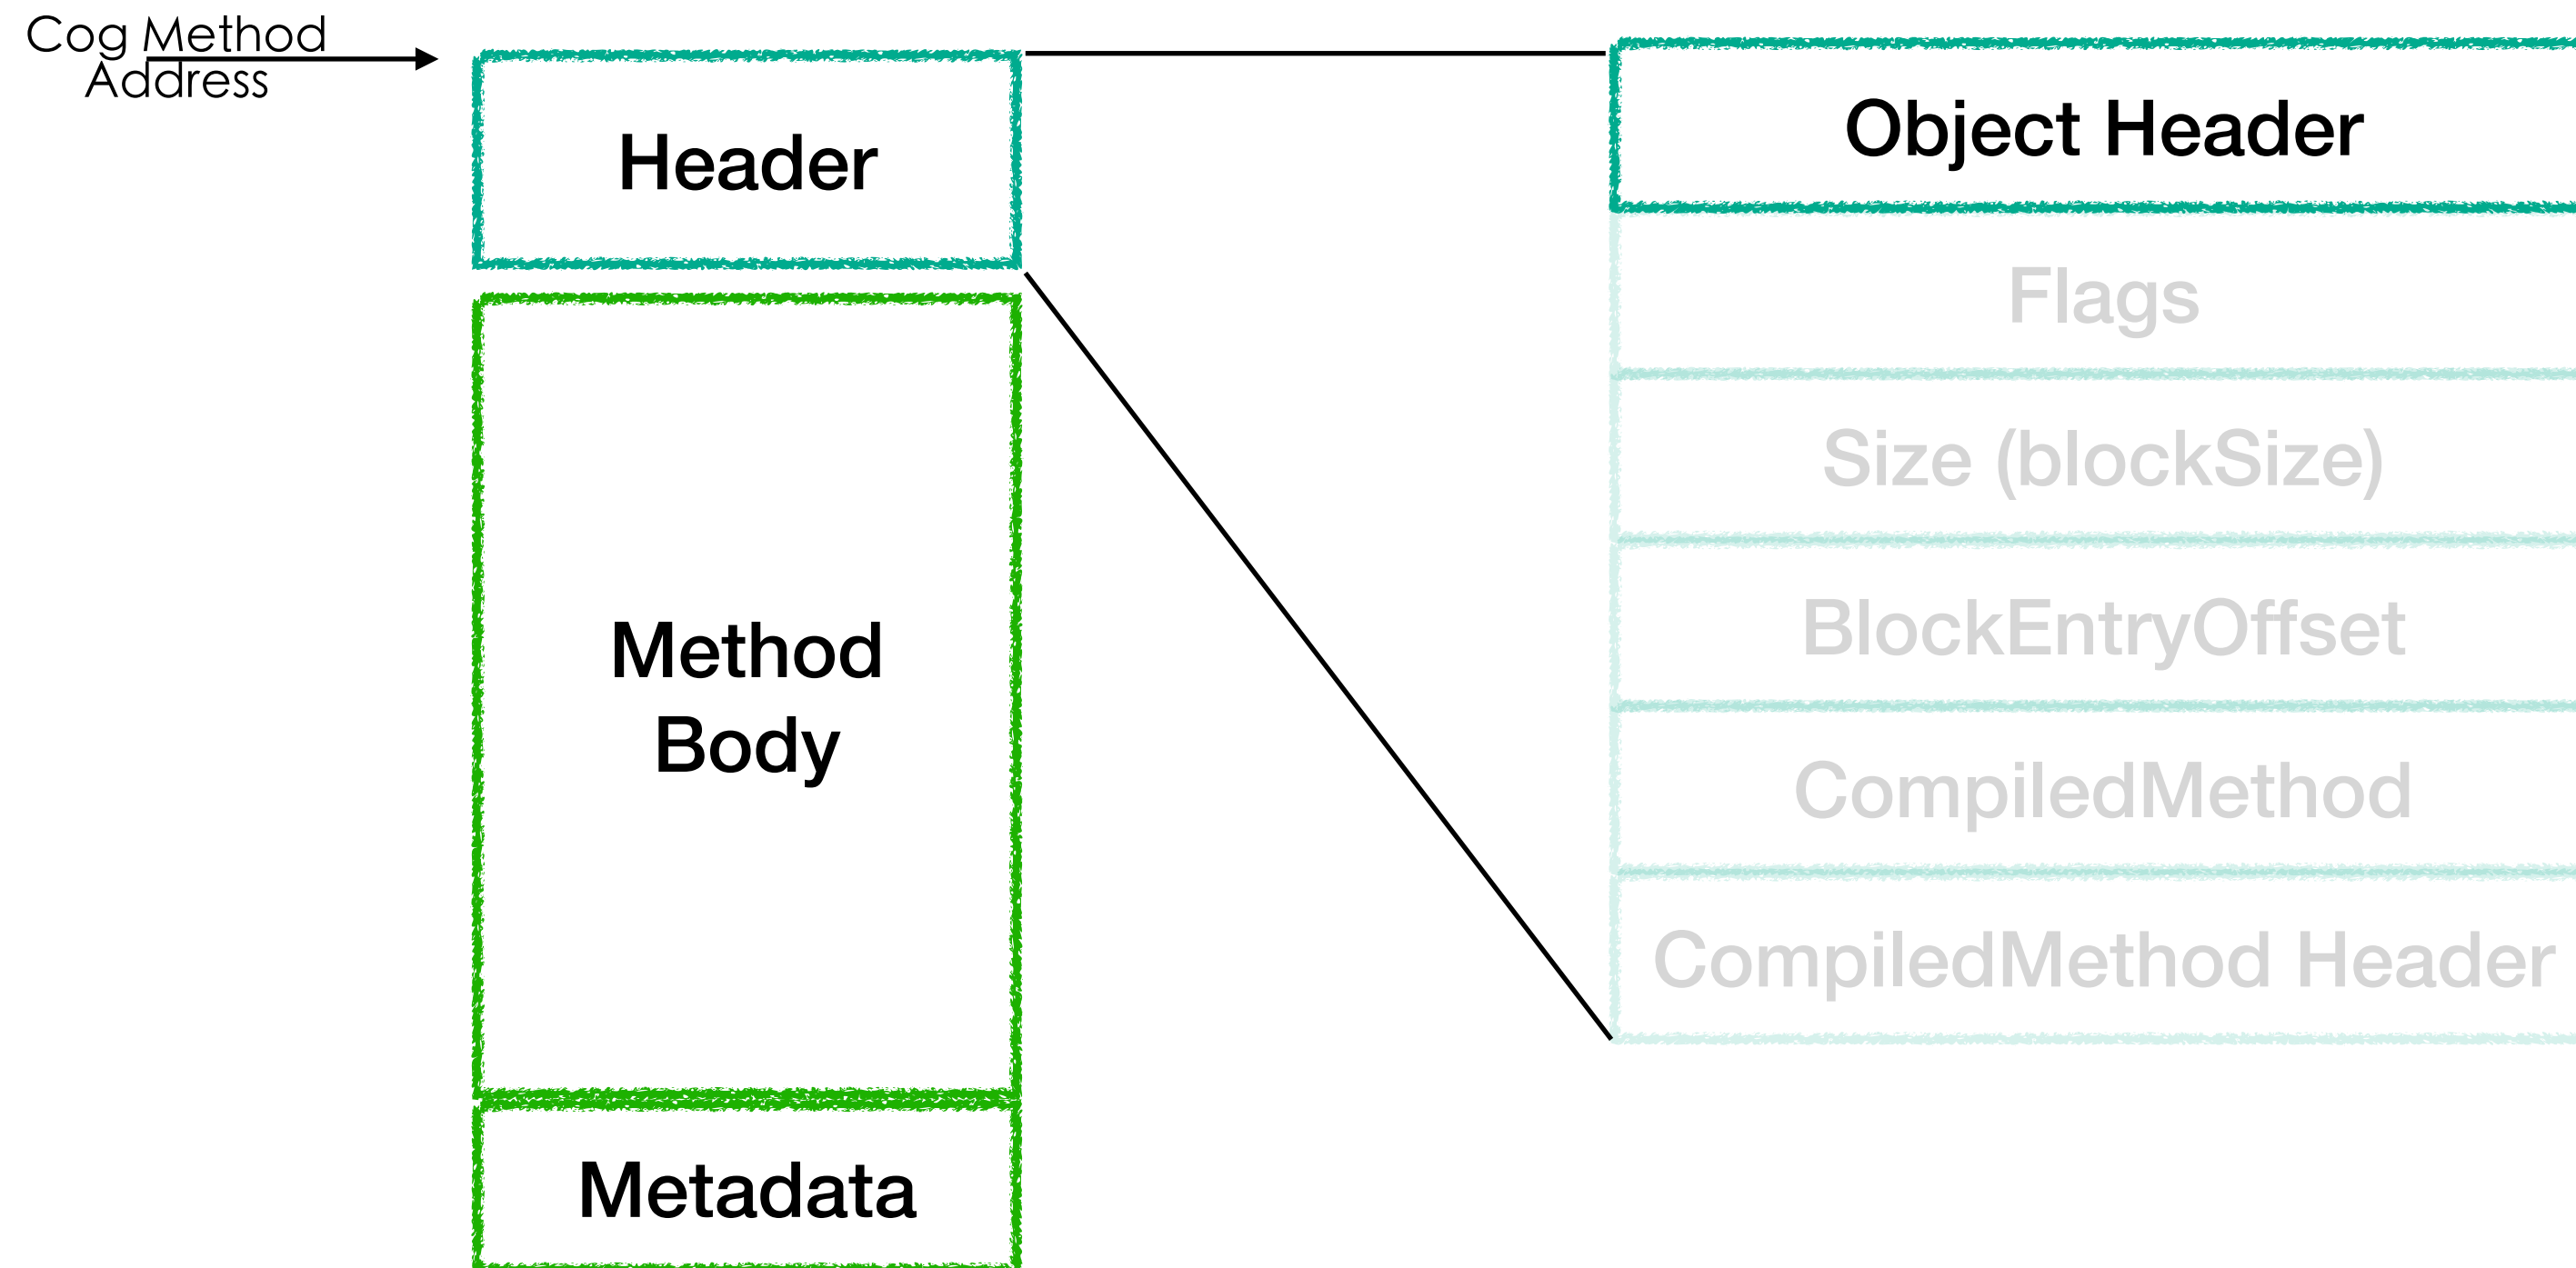 Cog Method
Address
Header
Method
Body
Metadata
Object Header
Flags
Size (blockSize)
BlockEntryOffset
CompiledMethod
CompiledMethod Header